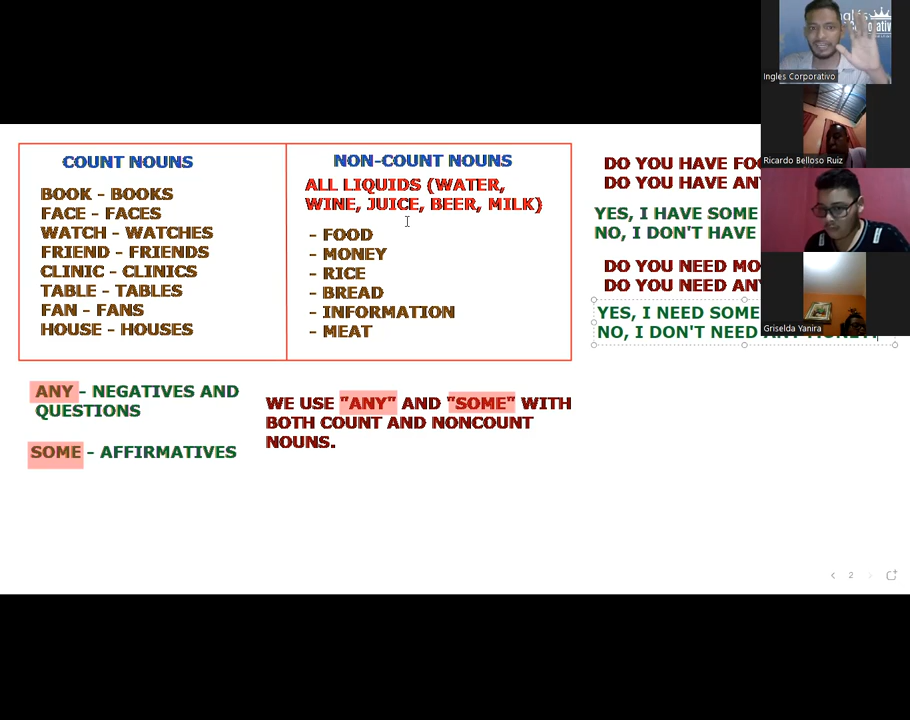 COUNT NOUNS
BOOK - BOOKS
FACE - FACES
WATCH - WATCHES
FRIEND - FRIENDS
CLINIC - CLINICS
TABLE - TABLES
FAN - FANS
HOUSE - HOUSES
NON-COUNT NOUNS
ALL LIQUIDS (WATER,
WINE, JUICE, BEER, MILK)
- FOOD
- MONEY
- RICE
- BREAD
- INFORMATION
- MEAT
ANY - NEGATIVES AND
QUESTIONS
SOME - AFFIRMATIVES
WE USE "ANY" AND "SOME" WITH
BOTH COUNT AND NONCOUNT
NOUNS.
DO YOU HAVE
DO YOU HAVE
YES, I HAVE SOME
NO, I DON'T HAVE
DO YOU NEED
DO YOU NEED
YES, I NEED SOME
NO, I DON'T NEED ANY MONEY.
Ingles Corporativo
Ricardo Belloso Ruiz
Griselda Yanira
2